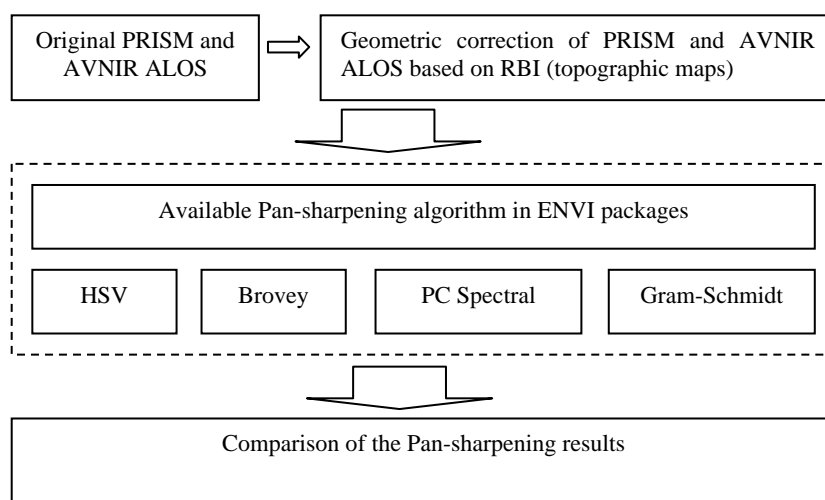 Original PRISM and
AVNIR ALOS
Geometric correction of PRISM and AVNIR
ALOS based on RBI (topographic maps)
Available Pan-sharpening algorithm in ENVI packages
HSV
Brovey
PC Spectral
Gram-Schmidt
Comparison of the Pan-sharpening results